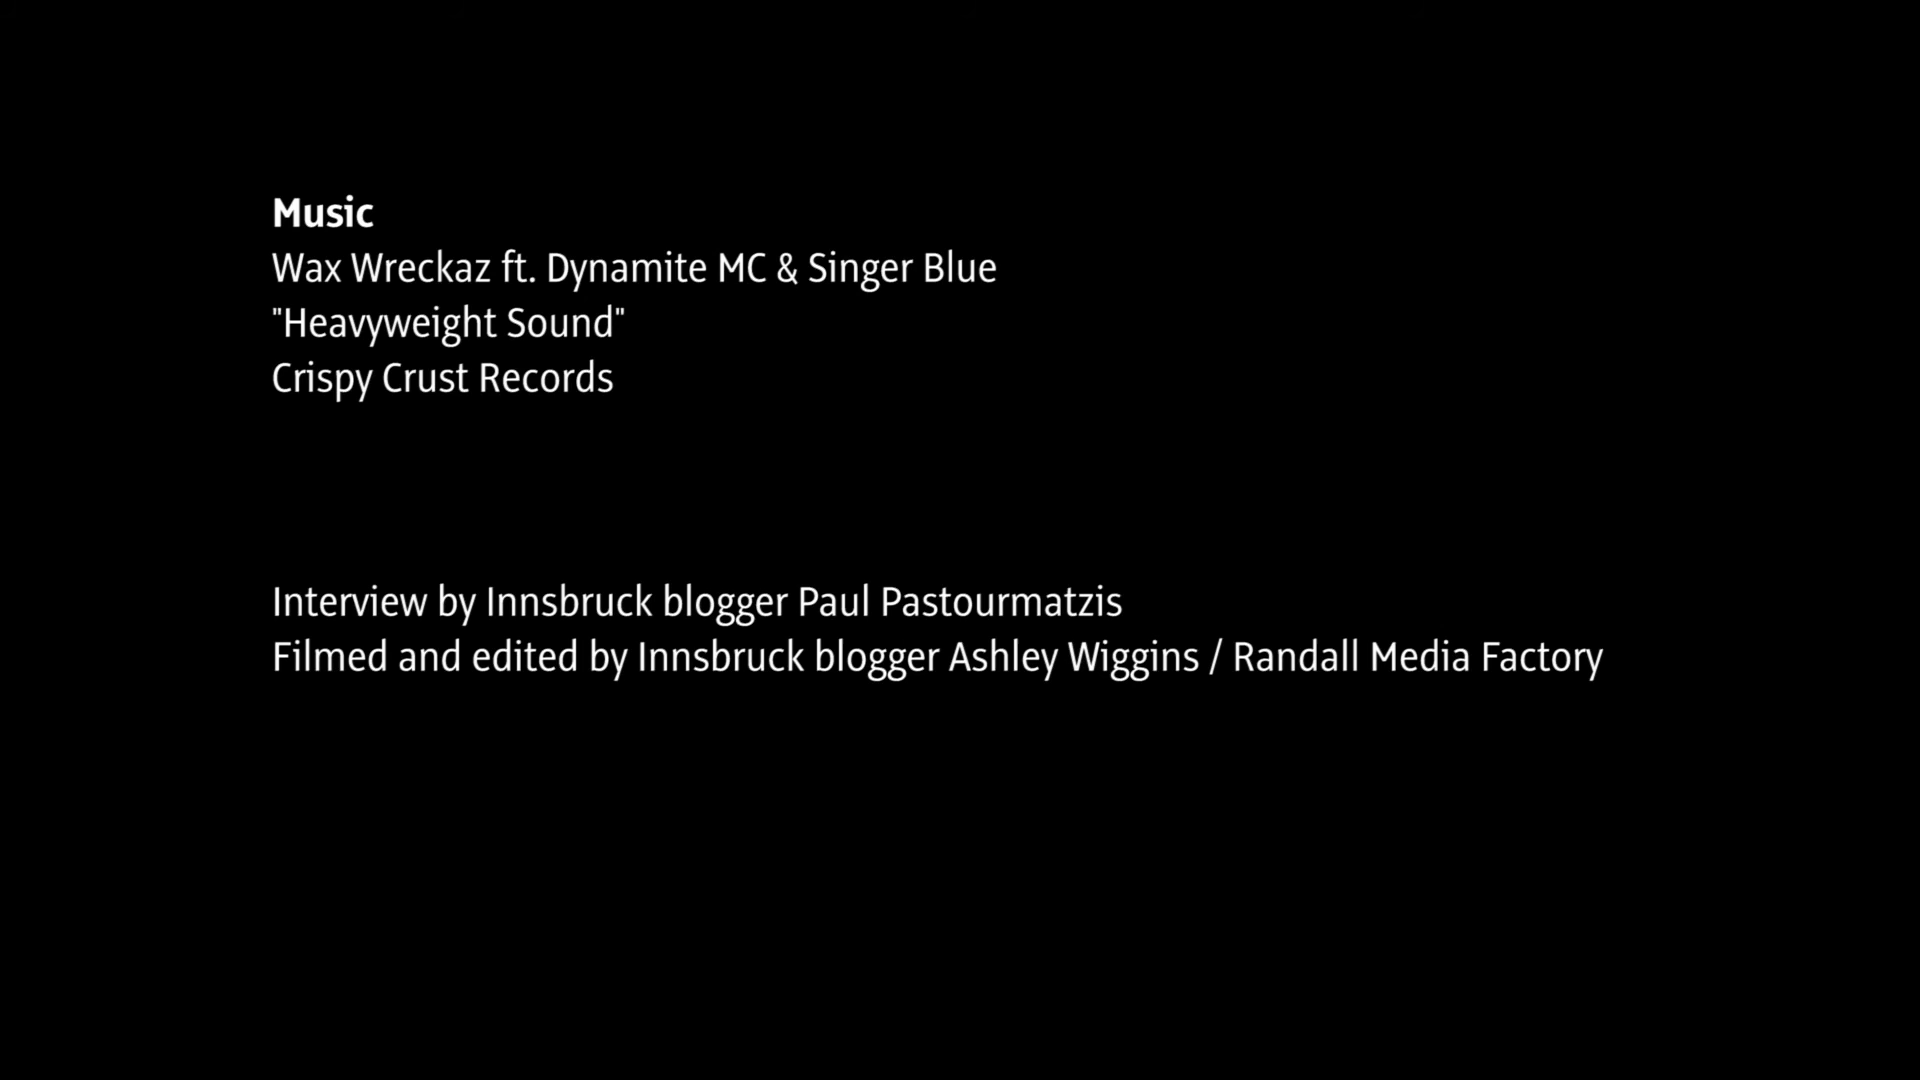 Music
Wax Wreckaz ft. Dynamite MC & Singer Blue
"Heavyweight Sound"
Crispy Crust Records
Interview by Innsbruck blogger Paul Pastourmatzis
Filmed and edited by Innsbruck blogger Ashley Wiggins / Randall Media Factory